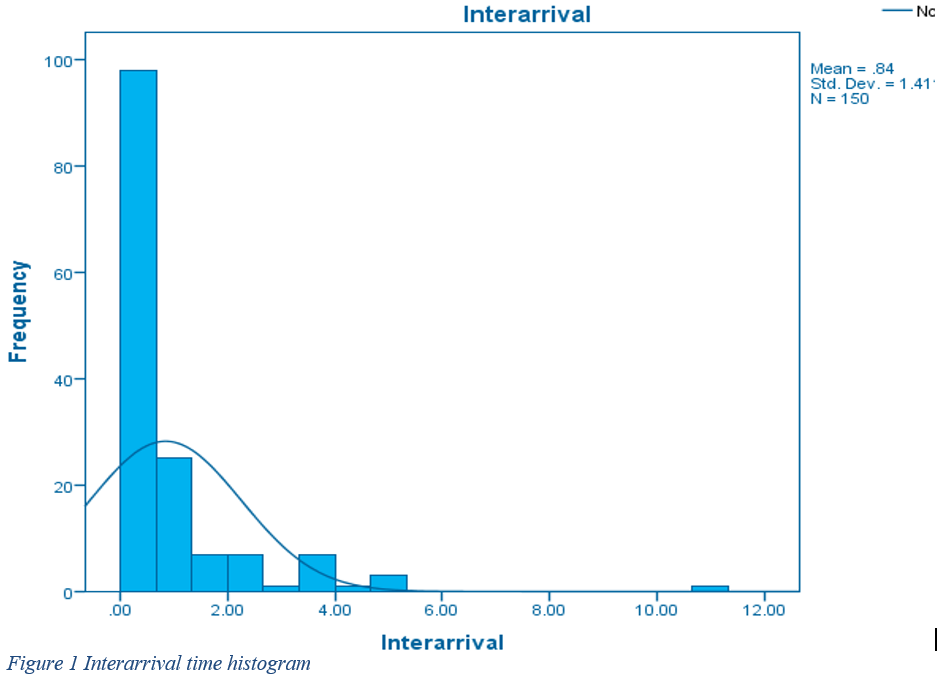 Interarrival
Mean = .84
Std. Dev. = 1.41
N = 150
Frequency
100
80
60
40
20
0
.00 2.00 4.00 6.00 8.00 10.00 12.00
Interarrival
Figure 1 Interarrival time histogram